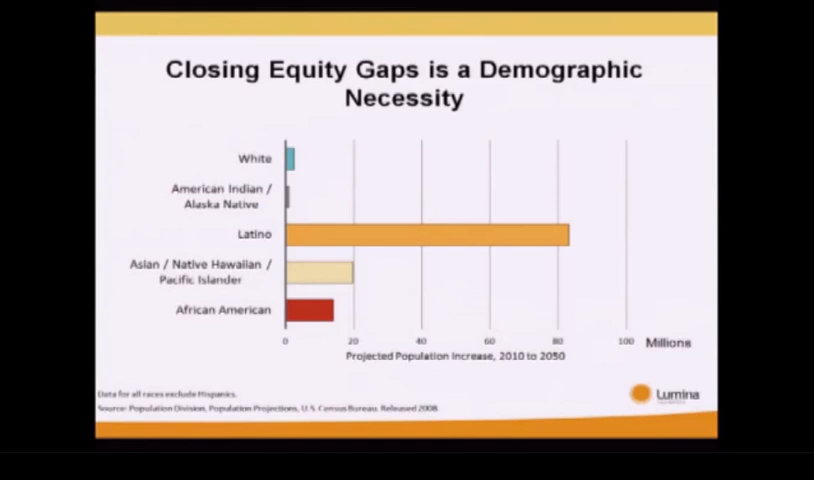 Closing Equity Gaps is a Demographic
Necessity
White
American Indian /
Alaska Native
Latino
Asian / Native Hawaiian /
Pacific Islander
African American
0 20 40 60 80 100 Millions
Projected Population Increase, 2010 to 2050
Data for all races exclude Hispanics.
Lumina
Source: Population Division, Population Projections, U.S. Census Bureau. Released 2008